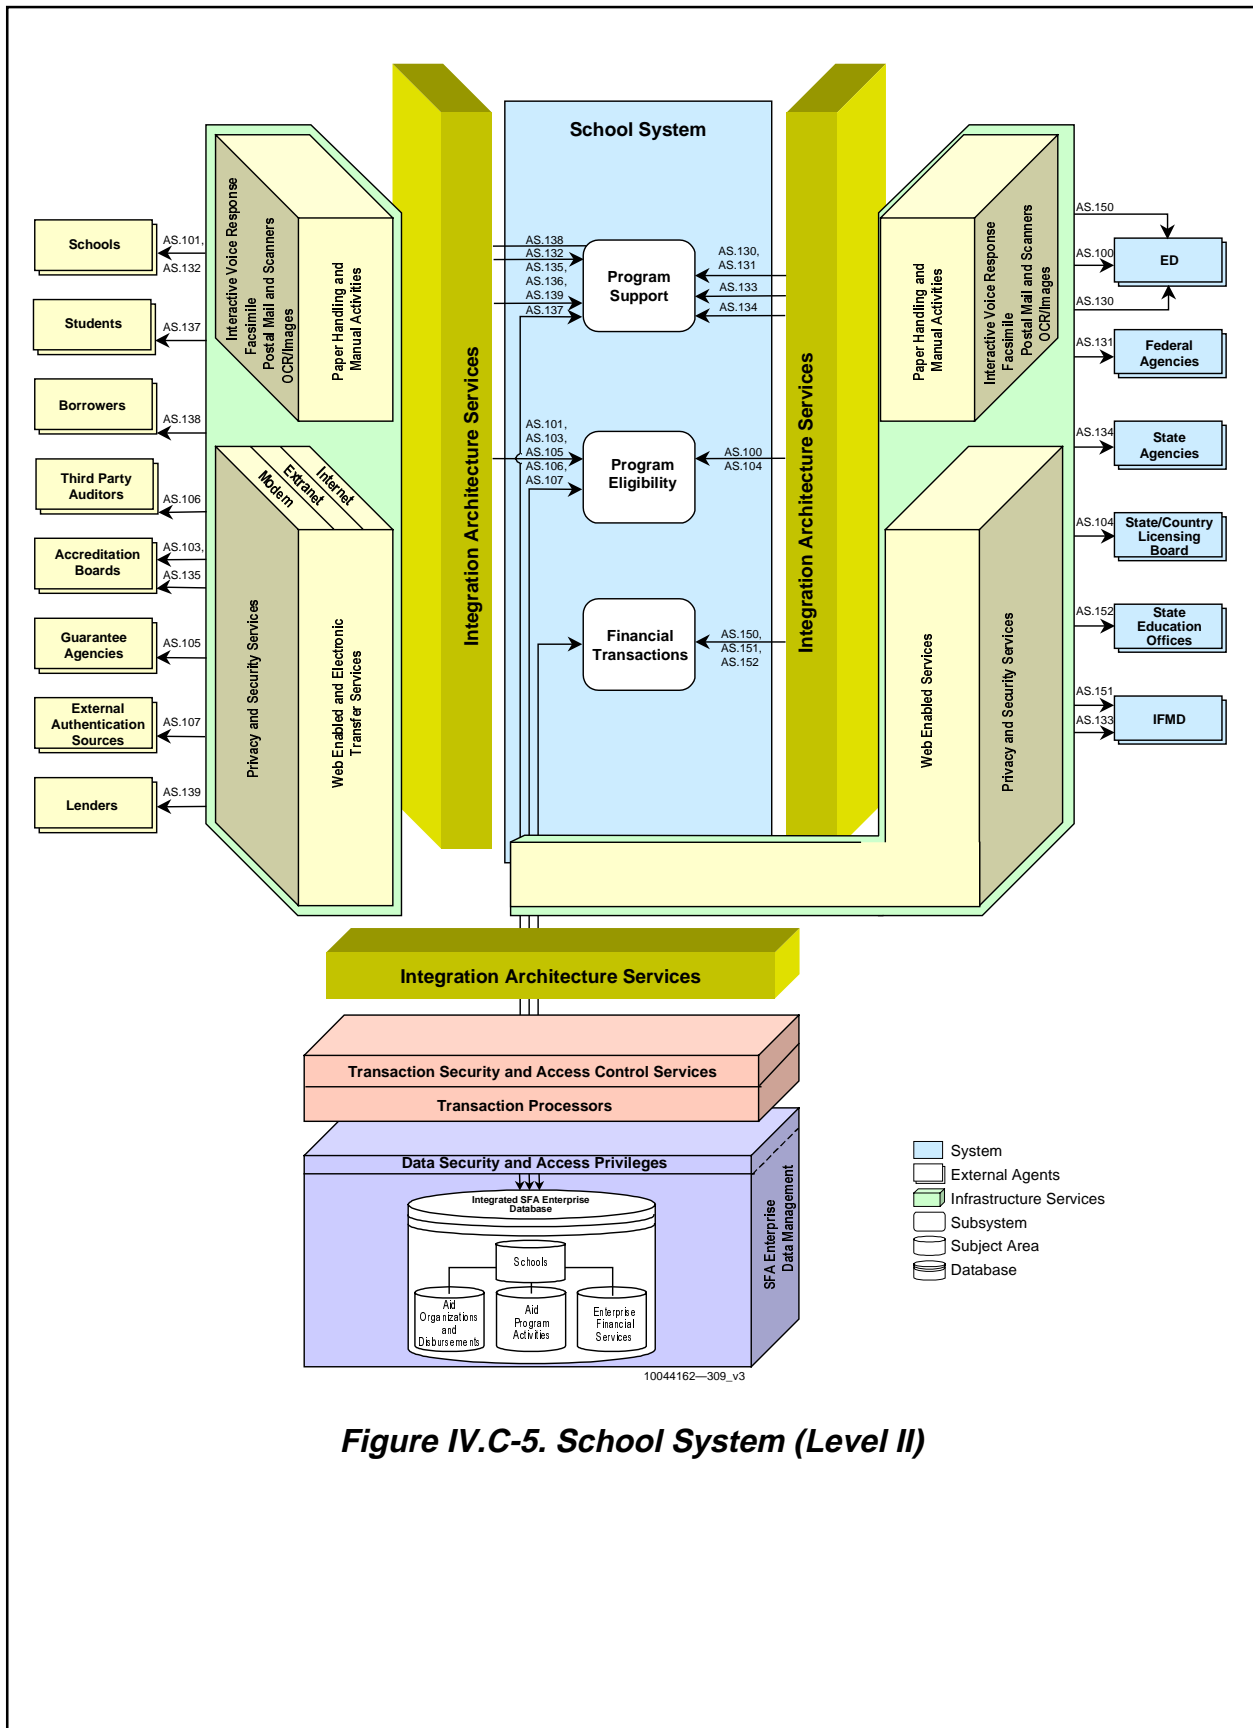 School System
Schools
AS.101,
AS.132
Students
AS.137
Borrowers
AS.138
Third Party
Auditors
AS.106
Accreditation
Boards
AS.103,
AS.135
Guarantee
Agencies
AS.105
External
Authentication
Sources
AS.107
Lenders
AS.139
Interactive Voice Response
Facsimile
Postal Mail and Scanners
OCR/Images
Paper Handling and
Manual Activities
Modem
Extranet
Internet
Privacy and Security Services
Web Enabled and Electronic
Transfer Services
Integration Architecture Services
AS.138
AS.132
AS.135,
AS.136,
AS.139
AS.137
Program
Support
AS.130,
AS.131
AS.133
AS.134
AS.101,
AS.103,
AS.105
AS.106,
AS.107
Program
Eligibility
AS.100
AS.104
Financial
Transactions
AS.150,
AS.151,
AS.152
Integration Architecture Services
Paper Handling and
Manual Activities
Interactive Voice Response
Facsimile
Postal Mail and Scanners
OCR/Images
Web Enabled Services
Privacy and Security Services
AS.150
AS.100
AS.130
ED
AS.131
Federal
Agencies
AS.134
State
Agencies
AS.104
State/Country
Licensing
Board
AS.152
State
Education
Offices
AS.151
AS.133
IFMD
Integration Architecture Services
Transaction Security and Access Control Services
Transaction Processors
Data Security and Access Privileges
Integrated SFA Enterprise
Database
Schools
Aid
Organizations
and
Disbursements
Aid
Program
Activities
Enterprise
Financial
Services
SFA Enterprise
Data Management
System
External Agents
Infrastructure Services
Subsystem
Subject Area
Database
10044162—309_v3
Figure IV.C-5. School System (Level II)